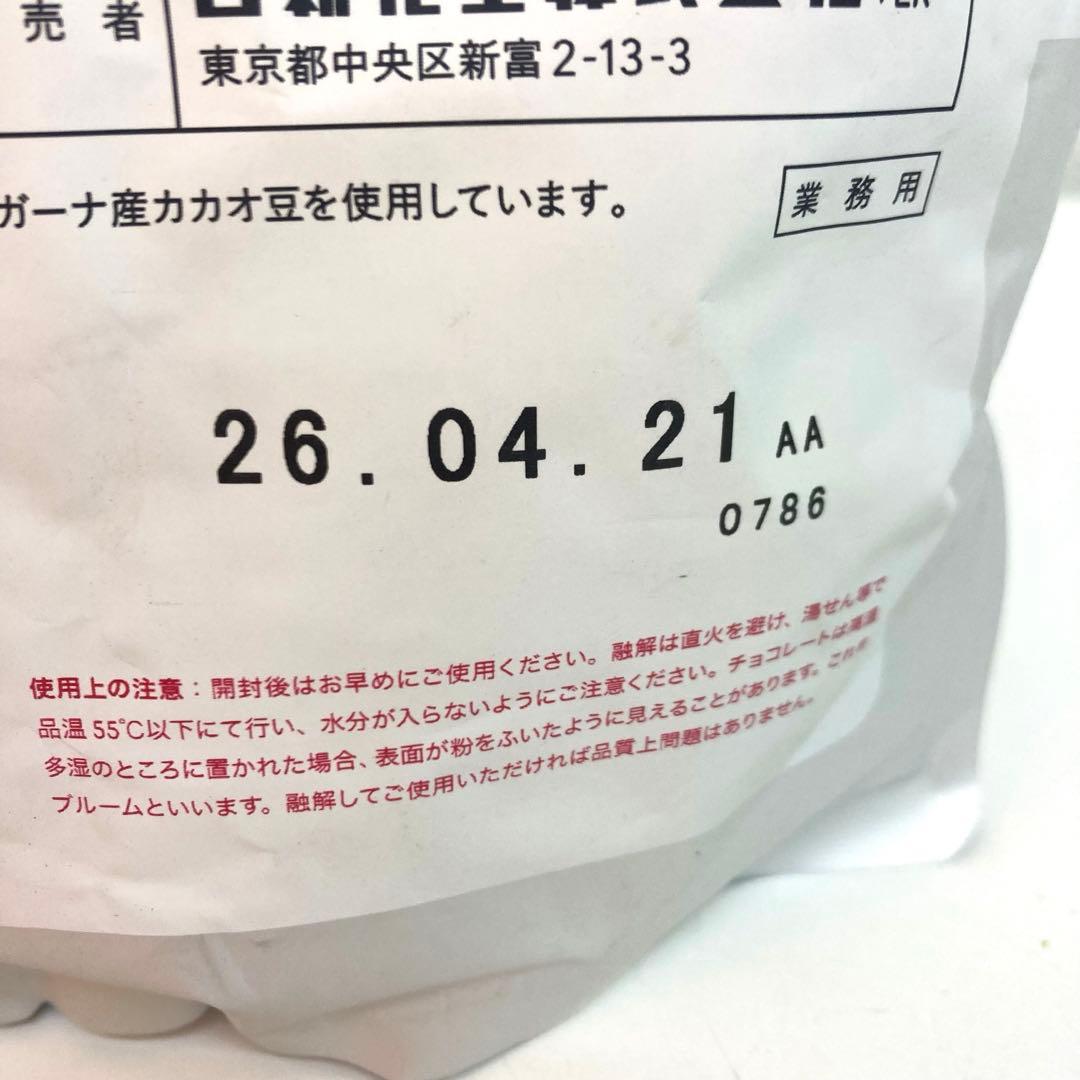 売者
東京都中央区新富2-13-3
ガーナ産カカオ豆を使用しています。
業務用
26.04.21 AA
0786
使用上の注意：開封後はお早めにご使用ください。融解は直火を避け、湯せん等で
品温55℃以下にて行い、水分が入らないようにご注意ください。チョコレートは高温
多湿のところに置かれた場合、表面が粉をふいたように見えることがあります。これを
ブルームといいます。融解してご使用いただければ品質上問題はありません。